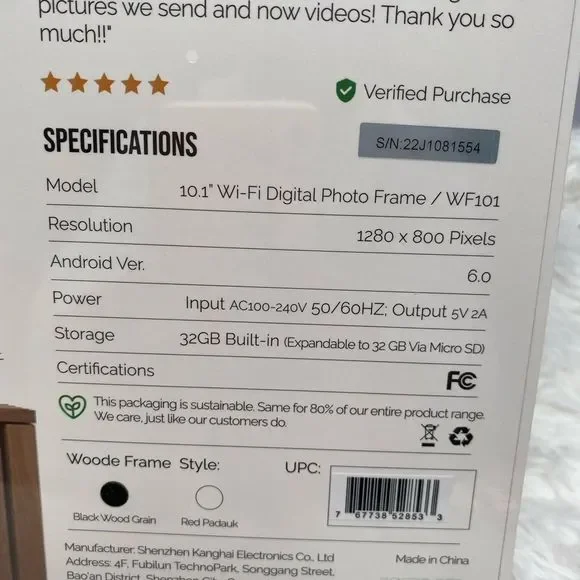 pictures we send and now videos! Thank you so
much!!"
Verified Purchase
SPECIFICATIONS
S/N:22J1081554
Model 10.1" Wi-Fi Digital Photo Frame / WF101
Resolution 1280 x 800 Pixels
Android Ver. 6.0
Power Input AC100-240V 50/60HZ; Output 5V 2A
Storage 32GB Built-in (Expandable to 32 GB Via Micro SD)
Certifications FC
This packaging is sustainable. Same for 80% of our entire product range.
We care, just like our customers do.
Woode Frame Style: UPC:
7 67738 52853 3
Black Wood Grain Red Padauk
Manufacturer: Shenzhen Kanghai Electronics Co., Ltd Made in China
Address: 4F, Fubilun TechnoPark, Songgang Street,
Bao'an District, Shenzhen City